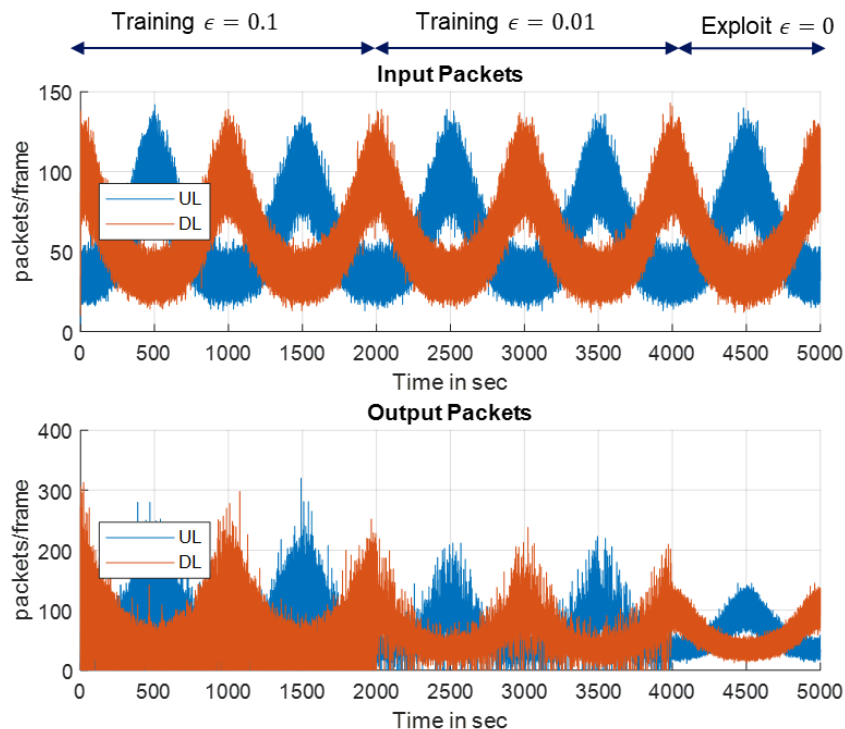 Training ϵ = 0.1 Training ϵ = 0.01 Exploit ϵ = 0
Input Packets
150
100
50
0
packets/frame
UL
DL
0 500 1000 1500 2000 2500 3000 3500 4000 4500 5000
Time in sec
Output Packets
400
300
200
100
0
packets/frame
UL
DL
0 500 1000 1500 2000 2500 3000 3500 4000 4500 5000
Time in sec